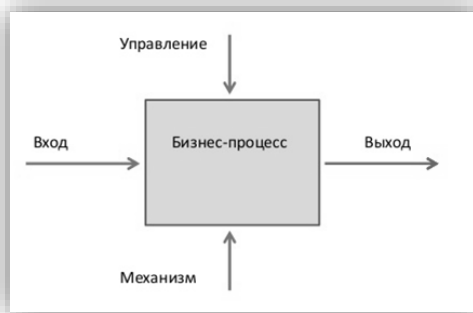 Управление
Вход
Бизнес-процесс
Выход
Механизм